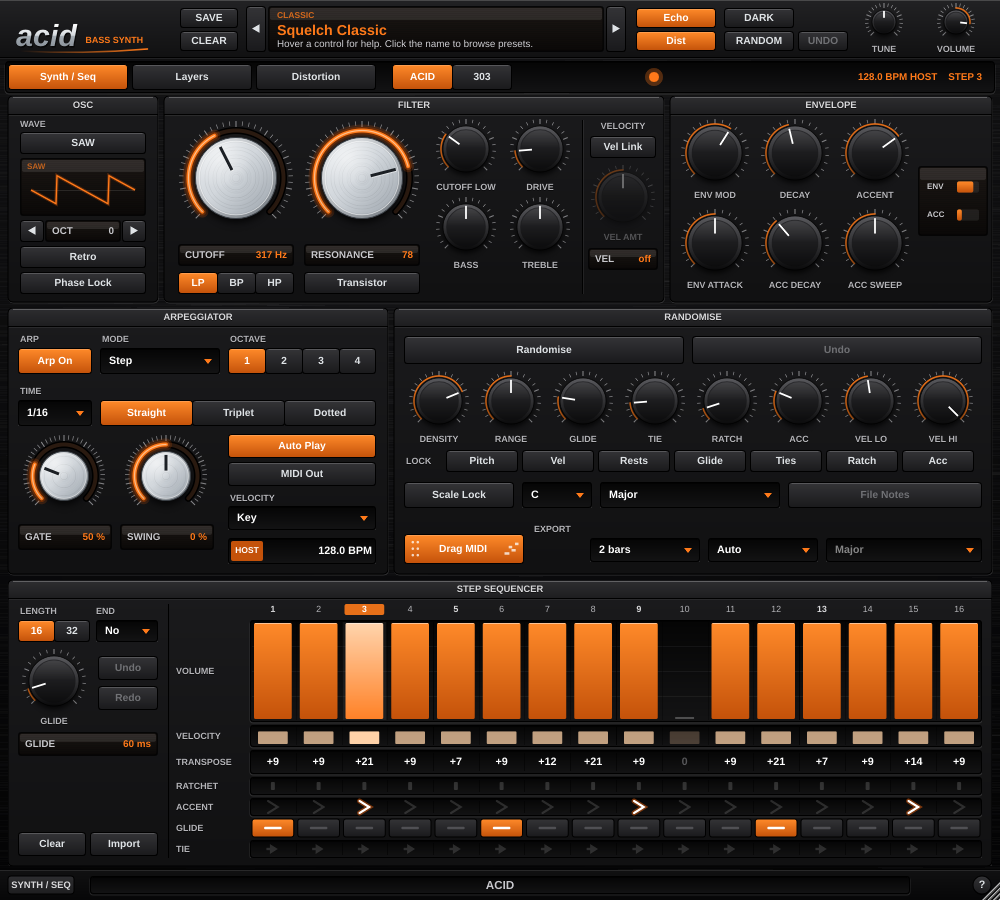 acid BASS SYNTH
SAVE
CLEAR
CLASSIC
Squelch Classic
Hover a control for help. Click the name to browse presets.
Echo DARK
Dist RANDOM UNDO
TUNE VOLUME
Synth / Seq Layers Distortion ACID 303 128.0 BPM HOST STEP 3
OSC
WAVE
SAW
SAW
OCT 0
Retro
Phase Lock
FILTER
CUTOFF 317 Hz
RESONANCE 78
LP BP HP
Transistor
CUTOFF LOW DRIVE
BASS TREBLE
VELOCITY
Vel Link
VEL AMT
VEL off
ENVELOPE
ENV MOD DECAY ACCENT
ENV ATTACK ACC DECAY ACC SWEEP
ENV
ACC
ARPEGGIATOR
ARP MODE OCTAVE
Arp On Step 1 2 3 4
TIME
1/16 Straight Triplet Dotted
Auto Play
MIDI Out
VELOCITY
Key
GATE 50 % SWING 0 %
HOST 128.0 BPM
RANDOMISE
Randomise Undo
DENSITY RANGE GLIDE TIE RATCH ACC VEL LO VEL HI
LOCK Pitch Vel Rests Glide Ties Ratch Acc
Scale Lock C Major File Notes
EXPORT
Drag MIDI 2 bars Auto Major
STEP SEQUENCER
LENGTH END
16 32 No
Undo
Redo
GLIDE
GLIDE 60 ms
Clear Import
1 2 3 4 5 6 7 8 9 10 11 12 13 14 15 16
VOLUME
VELOCITY
TRANSPOSE +9 +9 +21 +9 +7 +9 +12 +21 +9 0 +9 +21 +7 +9 +14 +9
RATCHET
ACCENT
GLIDE
TIE
SYNTH / SEQ ACID ?